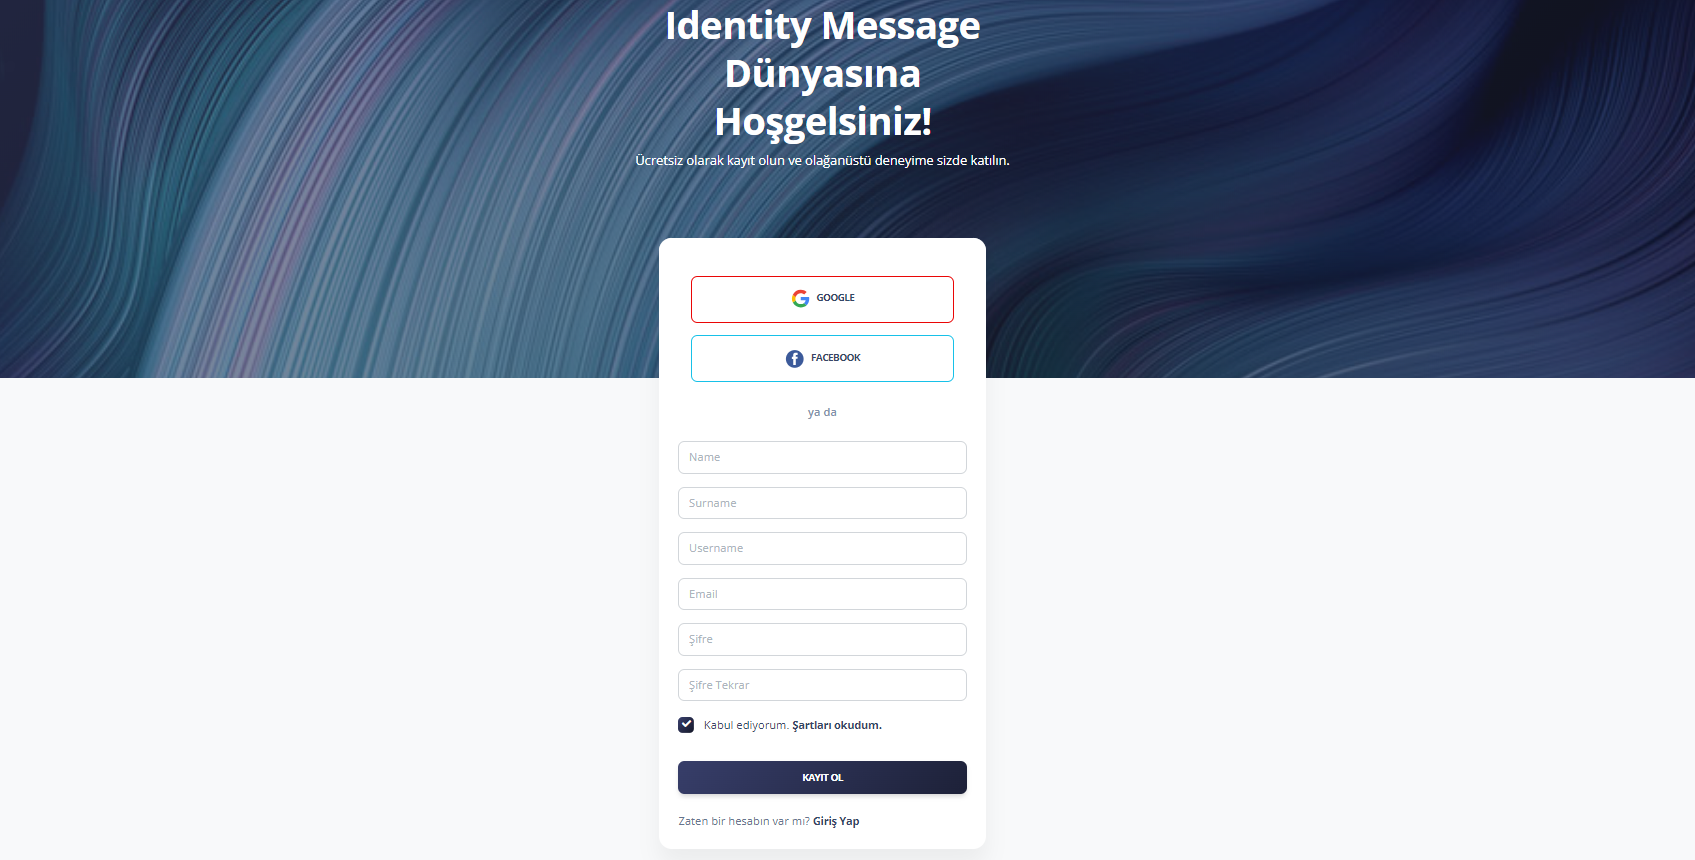 Identity Message
Dünyasına
Hoşgelsiniz!
Ücretsiz olarak kayıt olun ve olağanüstü deneyime sizde katılın.
GOOGLE
FACEBOOK
ya da
Name
Surname
Username
Email
Şifre
Şifre Tekrar
Kabul ediyorum. Şartları okudum.
KAYIT OL
Zaten bir hesabın var mı? Giriş Yap